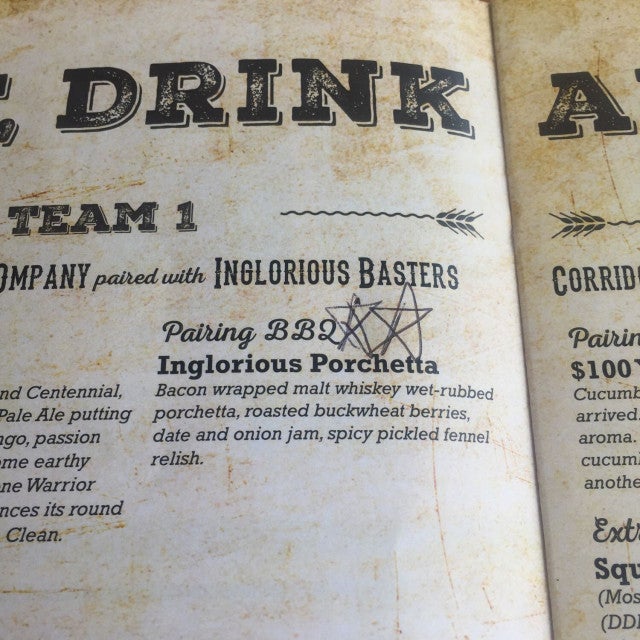 , DRINK
TEAM 1
OMPANY paired with INGLORIOUS BASTERS
Pairing BBQ
Inglorious Porchetta
Bacon wrapped malt whiskey wet-rubbed
porchetta, roasted buckwheat berries,
date and onion jam, spicy pickled fennel
relish.
nd Centennial,
Pale Ale putting
ngo, passion
ome earthy
one Warrior
nces its round
Clean.
A
CORRIDO
Pairin
$100
Cucumb
arrived.
aroma.
cucumb
anothe
Extr
Squ
(Mos
(DD